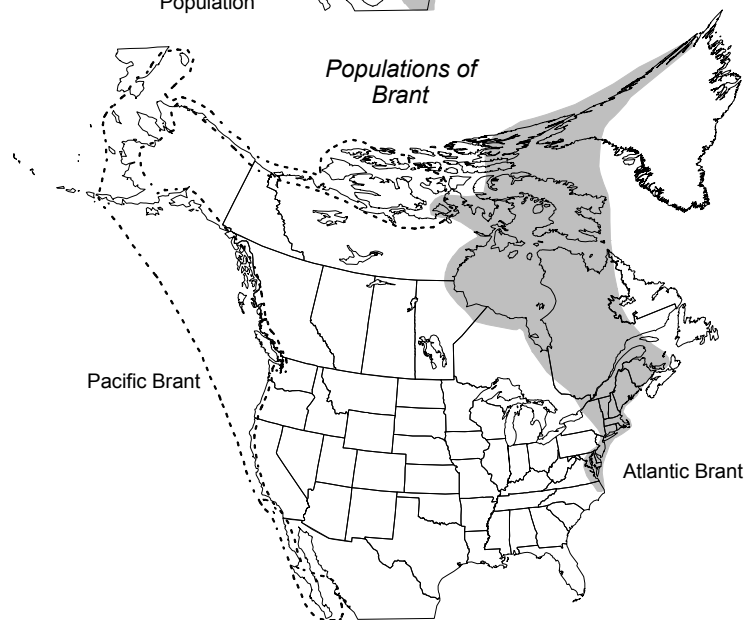 Population
Populations of
Brant
Pacific Brant
Atlantic Brant